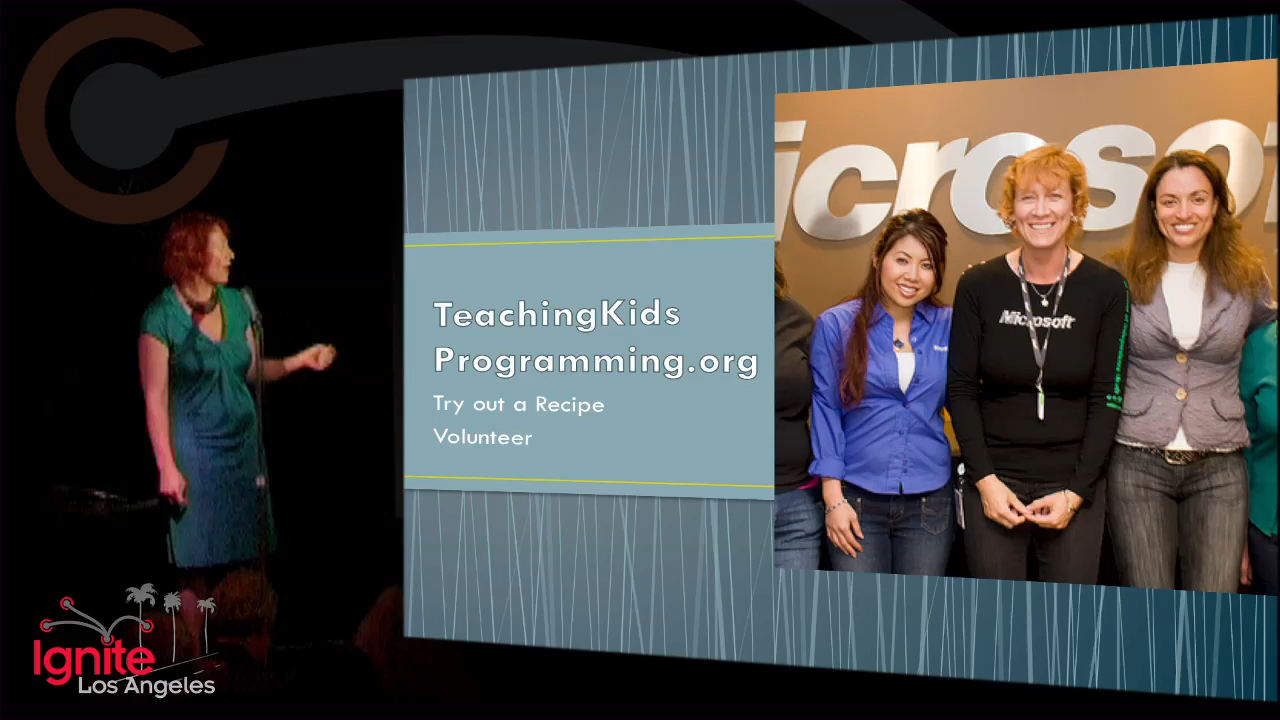 TeachingKids
Programming.org
Try out a Recipe
Volunteer
icrosof
Microsoft
Ignite
Los Angeles